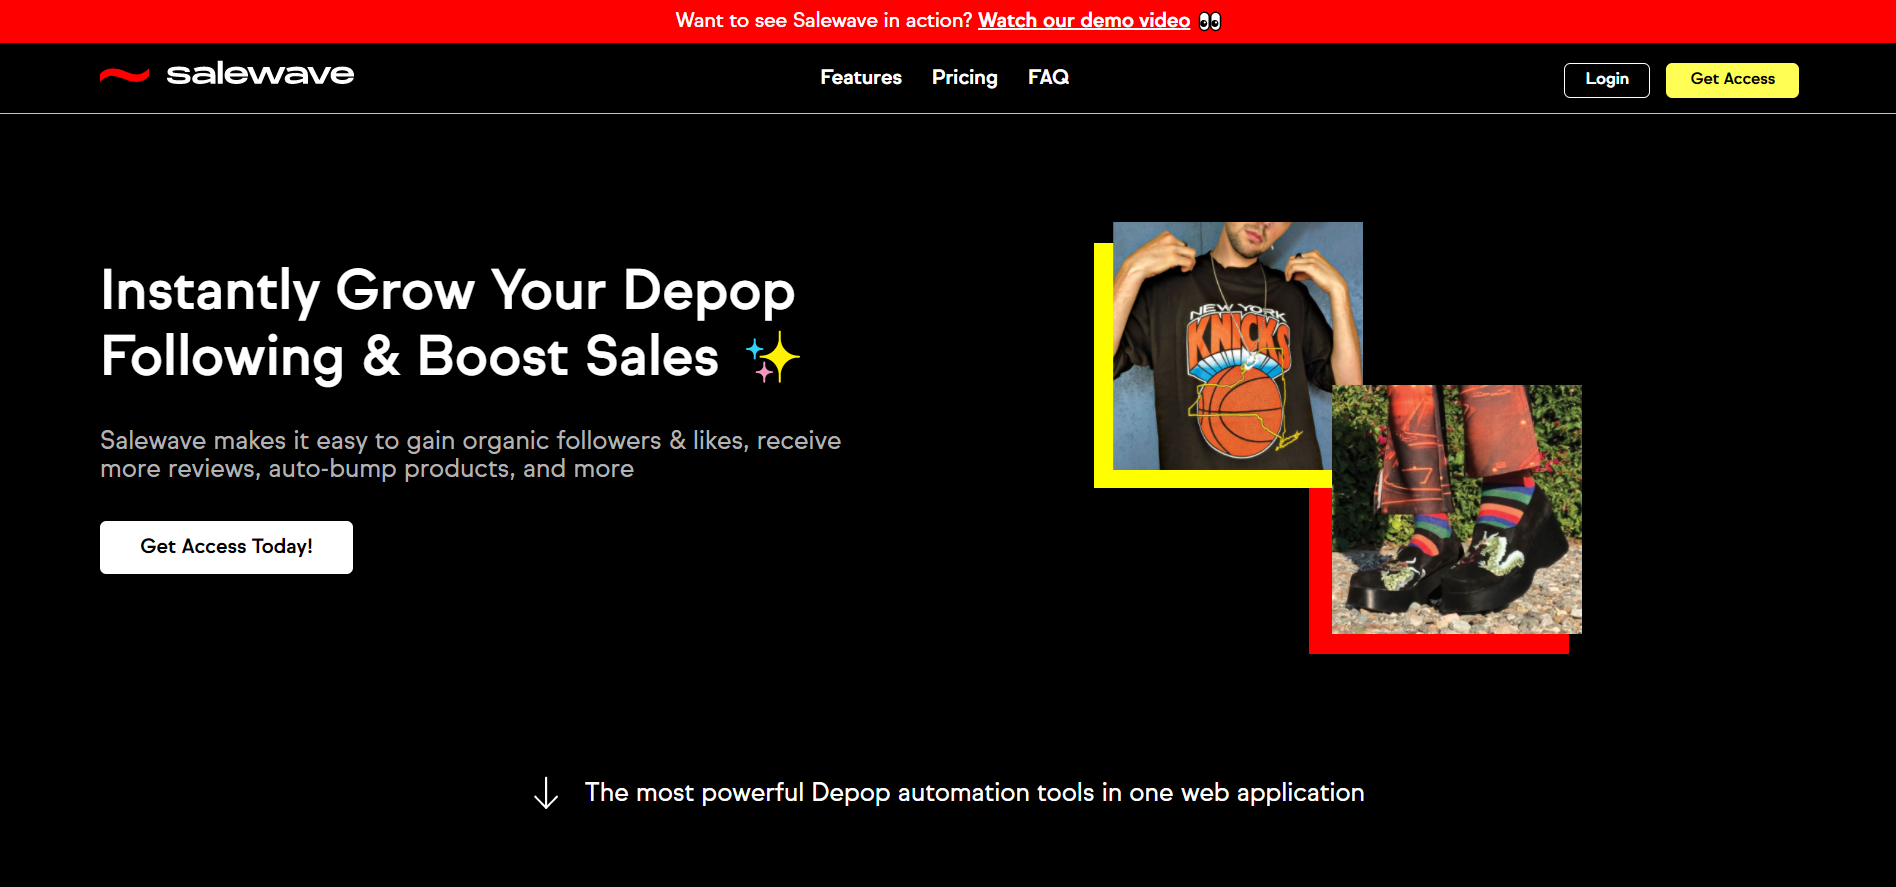 Want to see Salewave in action? Watch our demo video 👀
salewave
Features Pricing FAQ
Login
Get Access
Instantly Grow Your Depop
Following & Boost Sales ✨
Salewave makes it easy to gain organic followers & likes, receive
more reviews, auto-bump products, and more
Get Access Today!
NEW YORK
KNICKS
↓ The most powerful Depop automation tools in one web application